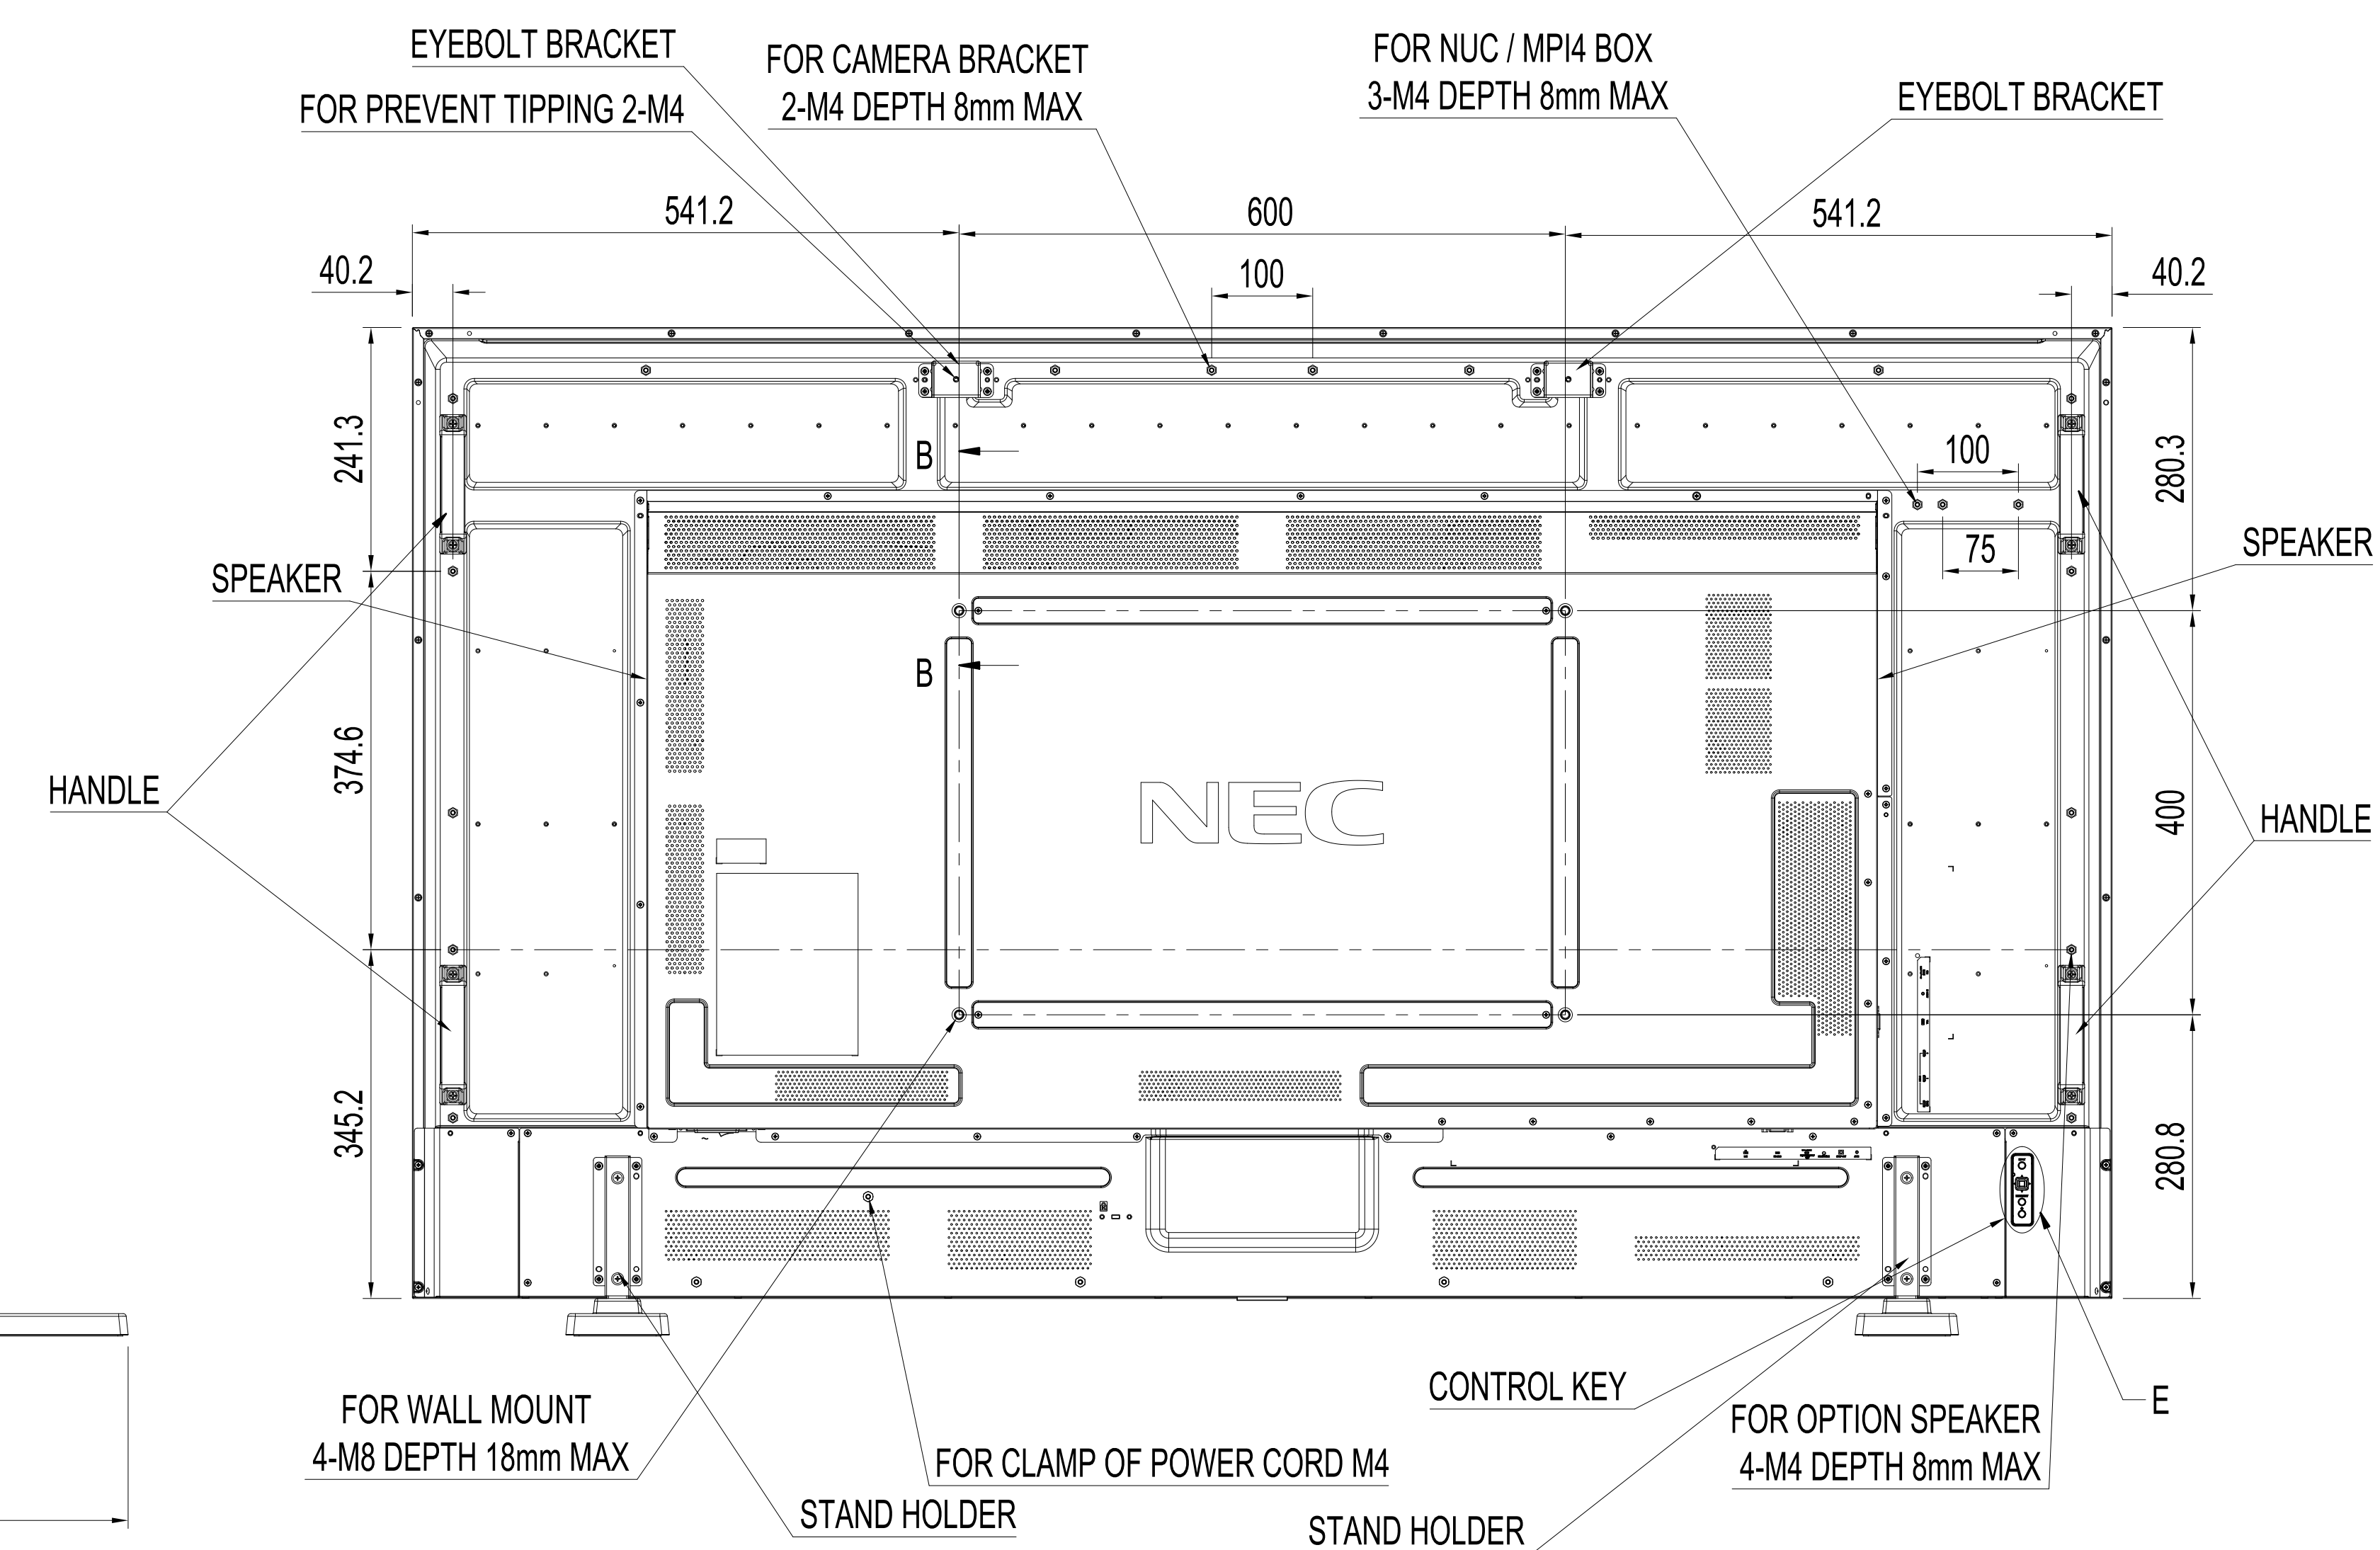 EYEBOLT BRACKET
FOR PREVENT TIPPING 2-M4
FOR CAMERA BRACKET
2-M4 DEPTH 8mm MAX
FOR NUC / MPI4 BOX
3-M4 DEPTH 8mm MAX
EYEBOLT BRACKET
541.2
600
541.2
40.2
100
40.2
241.3
B
100
280.3
75
SPEAKER
SPEAKER
B
374.6
HANDLE
NEC
400
HANDLE
345.2
280.8
CONTROL KEY
E
FOR WALL MOUNT
4-M8 DEPTH 18mm MAX
FOR OPTION SPEAKER
4-M4 DEPTH 8mm MAX
FOR CLAMP OF POWER CORD M4
STAND HOLDER
STAND HOLDER